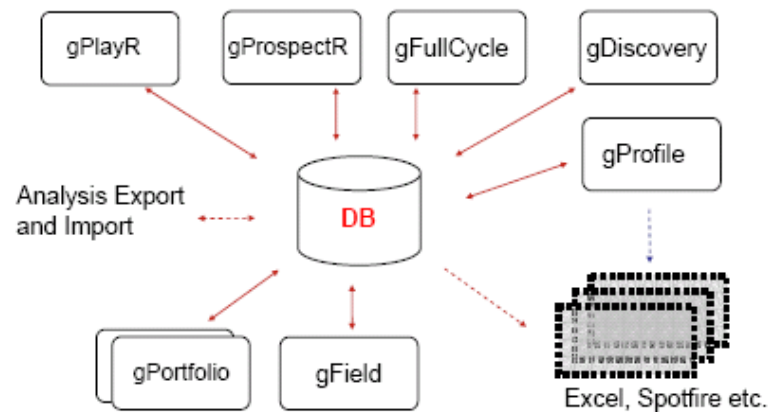 gPlayR
gProspectR
gFullCycle
gDiscovery
gProfile
Analysis Export
and Import
DB
gPortfolio
gField
Excel, Spotfire etc.